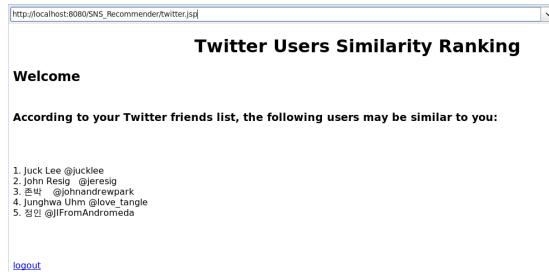 http://localhost:8080/SNS_Recommender/twitter.jsp
Twitter Users Similarity Ranking
Welcome
According to your Twitter friends list, the following users may be similar to you:
1. Juck Lee @jucklee
2. John Resig @jeresig
3. 존박 @johnandrewpark
4. Junghwa Uhm @love_tangle
5. 정인 @JIFromAndromeda
logout